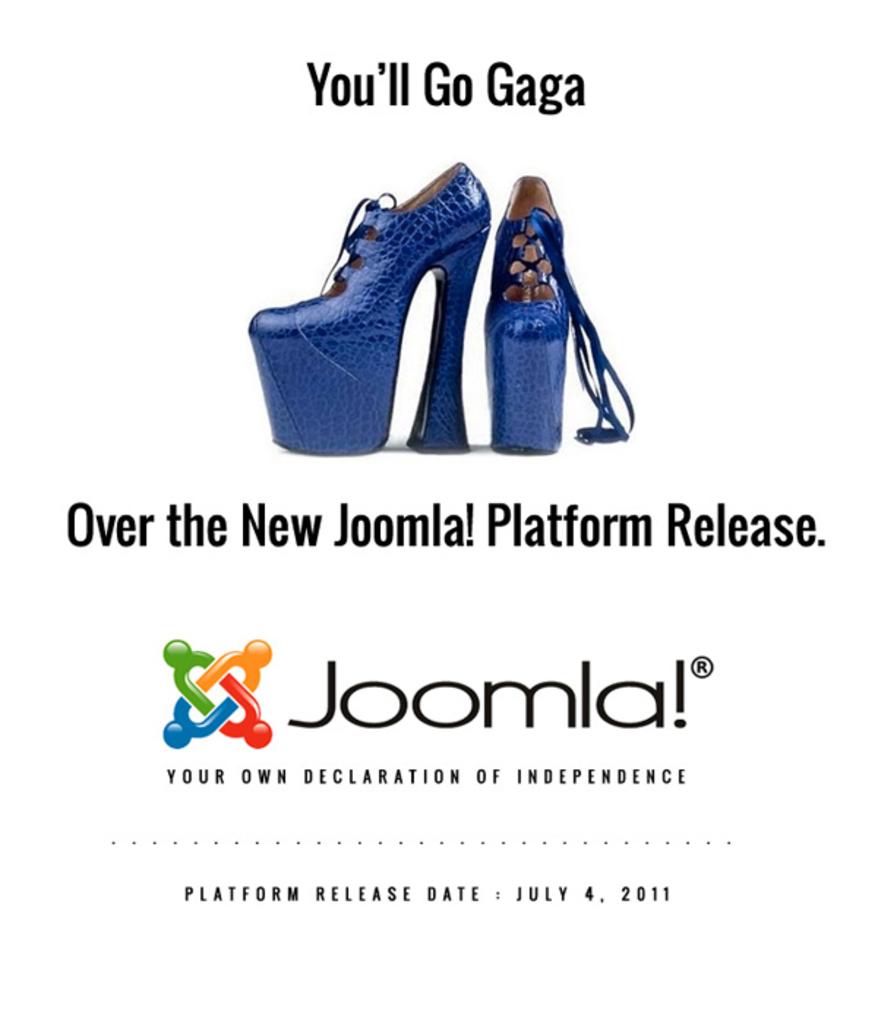 You'll Go Gaga
Over the New Joomla! Platform Release.
Joomla!®
YOUR OWN DECLARATION OF INDEPENDENCE
PLATFORM RELEASE DATE : JULY 4, 2011